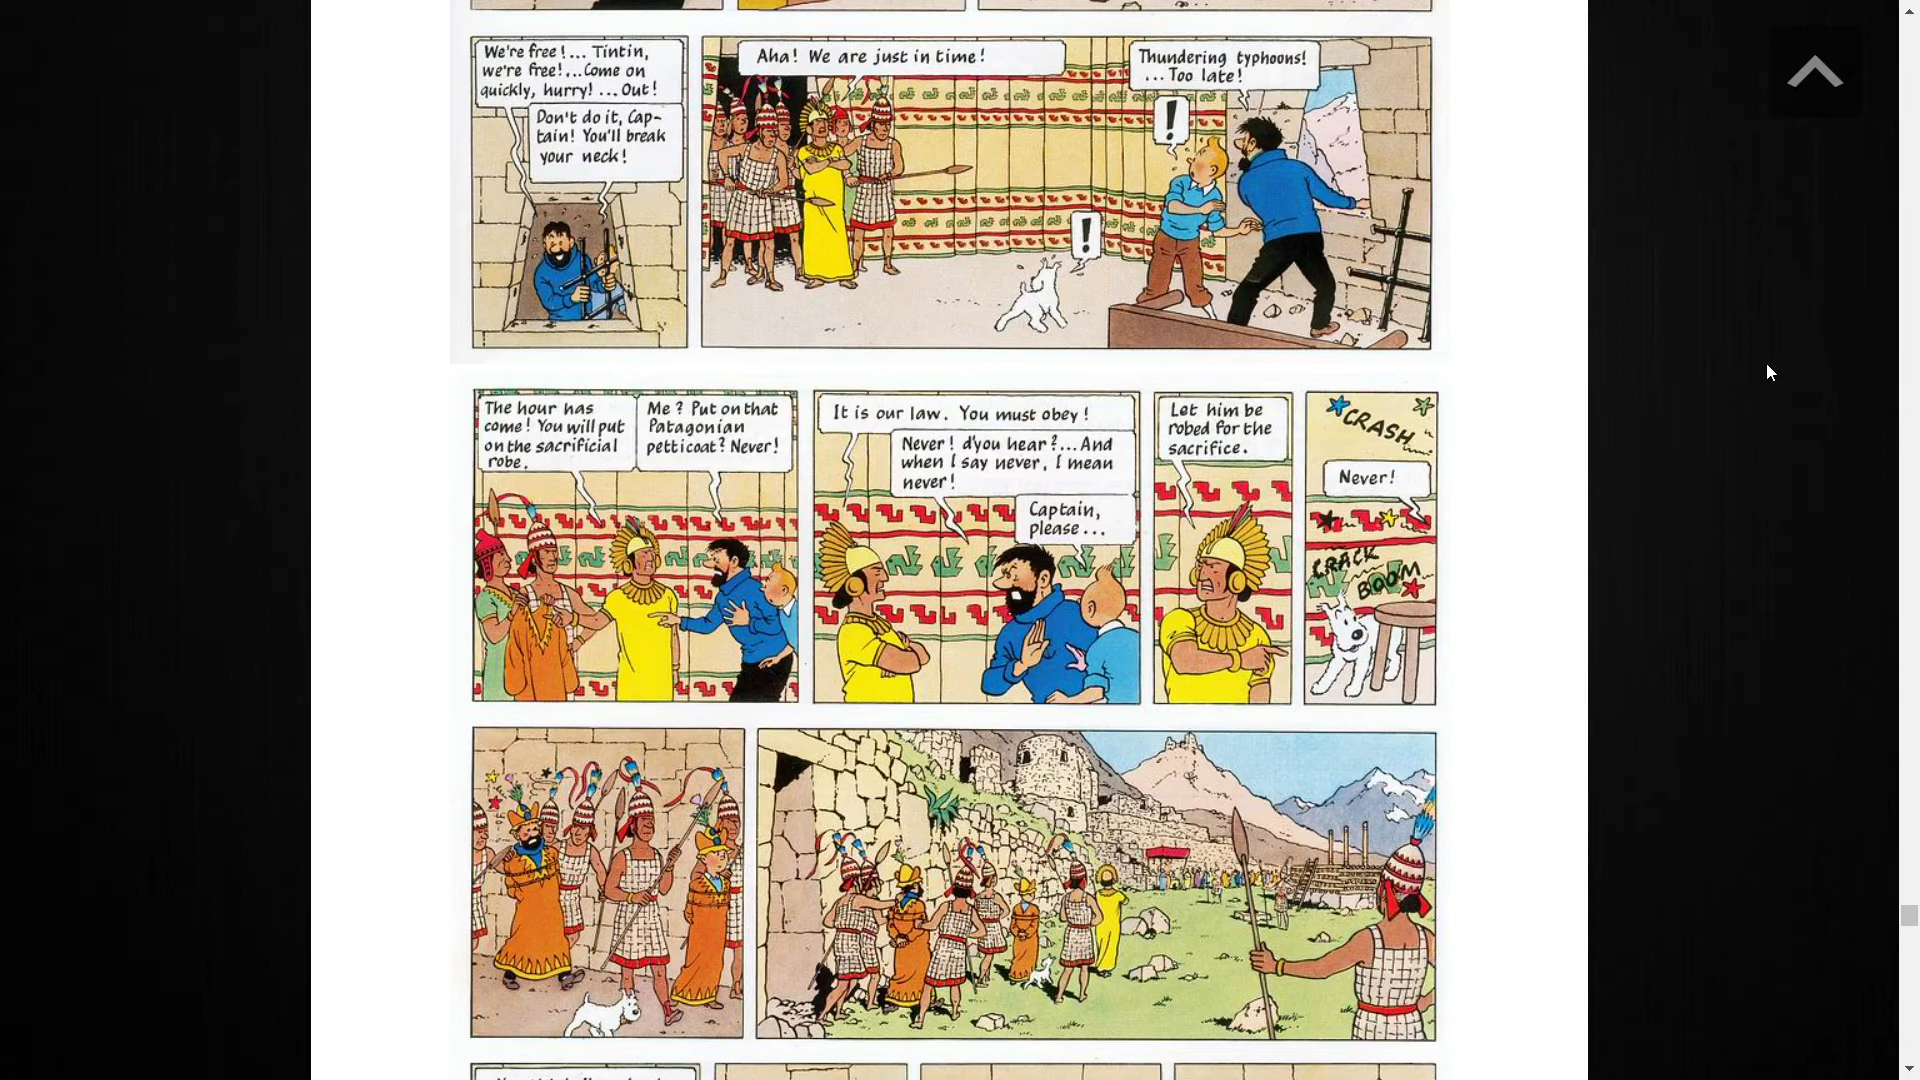 We're free!... Tintin,
we're free!...Come on
quickly, hurry! ...Out!
Don't do it, Cap-
tain! You'll break
your neck!
Aha! We are just in time!
!
!
Thundering typhoons!
...Too late!
The hour has
come! You will put
on the sacrificial
robe.
Me? Put on that
Patagonian
petticoat? Never!
It is our law. You must obey!
Never! d'you hear?...And
when I say never, I mean
never!
Captain,
please...
Let him be
robed for the
sacrifice.
CRASH
Never!
CRACK
BOOM